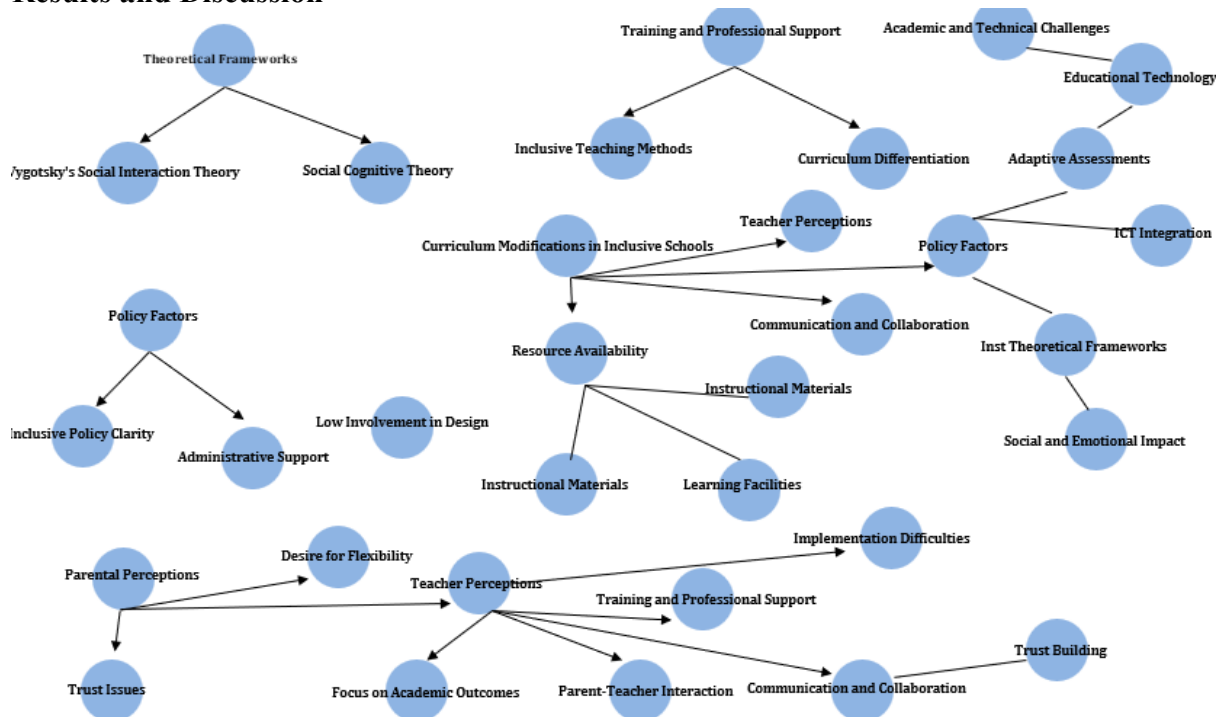 Results and Discussion
Theoretical Frameworks
Training and Professional Support
Academic and Technical Challenges
Educational Technology
Inclusive Teaching Methods
Curriculum Differentiation
Adaptive Assessments
Vygotsky's Social Interaction Theory
Social Cognitive Theory
Teacher Perceptions
Curriculum Modifications in Inclusive Schools
Policy Factors
ICT Integration
Policy Factors
Communication and Collaboration
Resource Availability
Inst Theoretical Frameworks
Instructional Materials
Low Involvement in Design
Inclusive Policy Clarity
Administrative Support
Social and Emotional Impact
Instructional Materials
Learning Facilities
Implementation Difficulties
Desire for Flexibility
Parental Perceptions
Teacher Perceptions
Training and Professional Support
Trust Building
Trust Issues
Focus on Academic Outcomes
Parent-Teacher Interaction
Communication and Collaboration